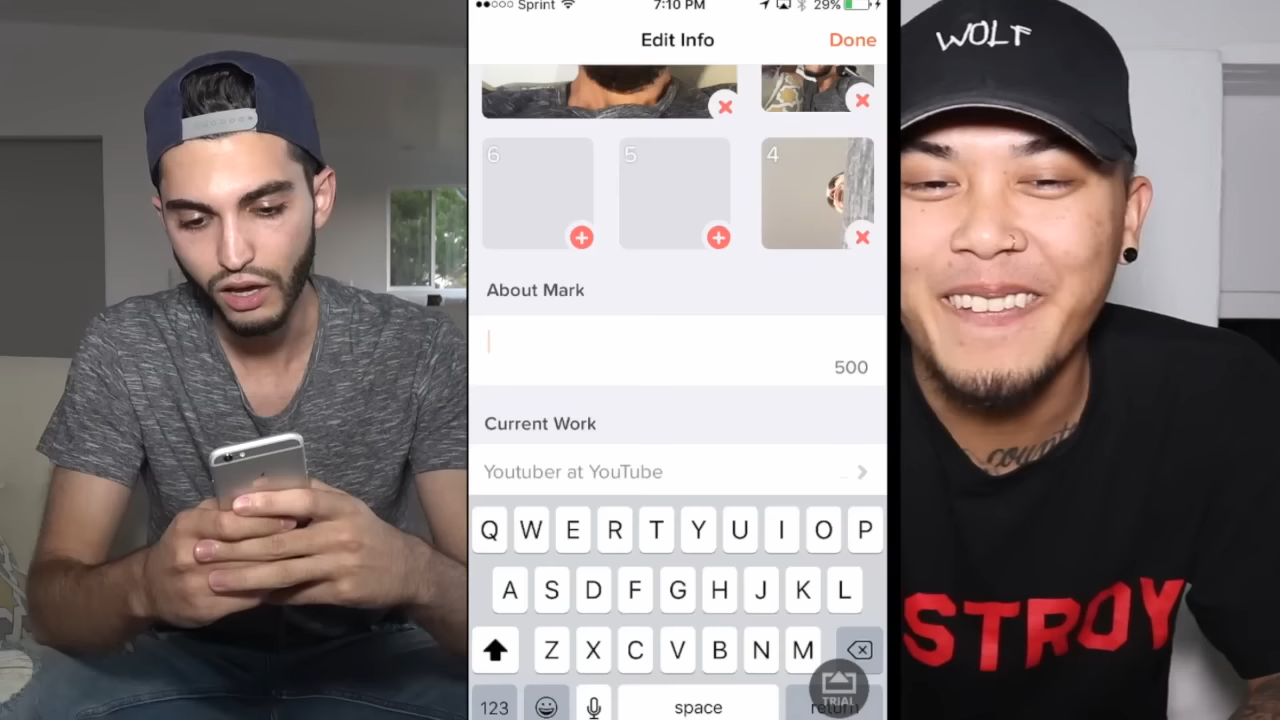 Sprint 7:10 PM 29%
Edit Info Done
6 5 4
About Mark
500
Current Work
Youtuber at YouTube
Q W E R T Y U I O P
A S D F G H J K L
Z X C V B N M
123 space return
TRIAL
WOLF
count
STROY